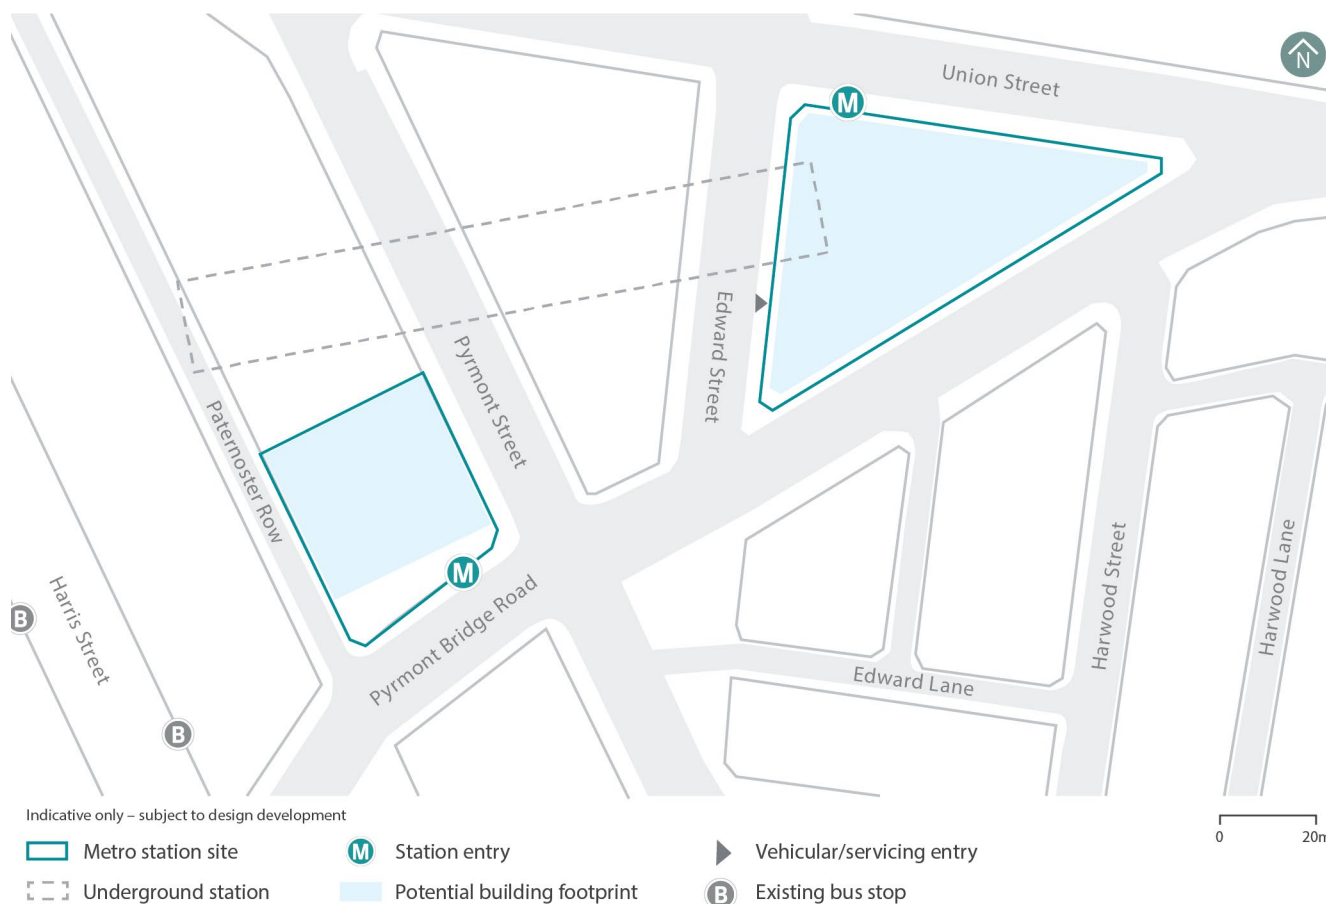 N
Union Street
M
Edward Street
Pyrmont Street
Paternoster Row
M
Pyrmont Bridge Road
Harris Street
B
B
Edward Lane
Harwood Street
Harwood Lane
Indicative only – subject to design development
0 20m
Metro station site
M Station entry
Vehicular/servicing entry
Underground station
Potential building footprint
B Existing bus stop